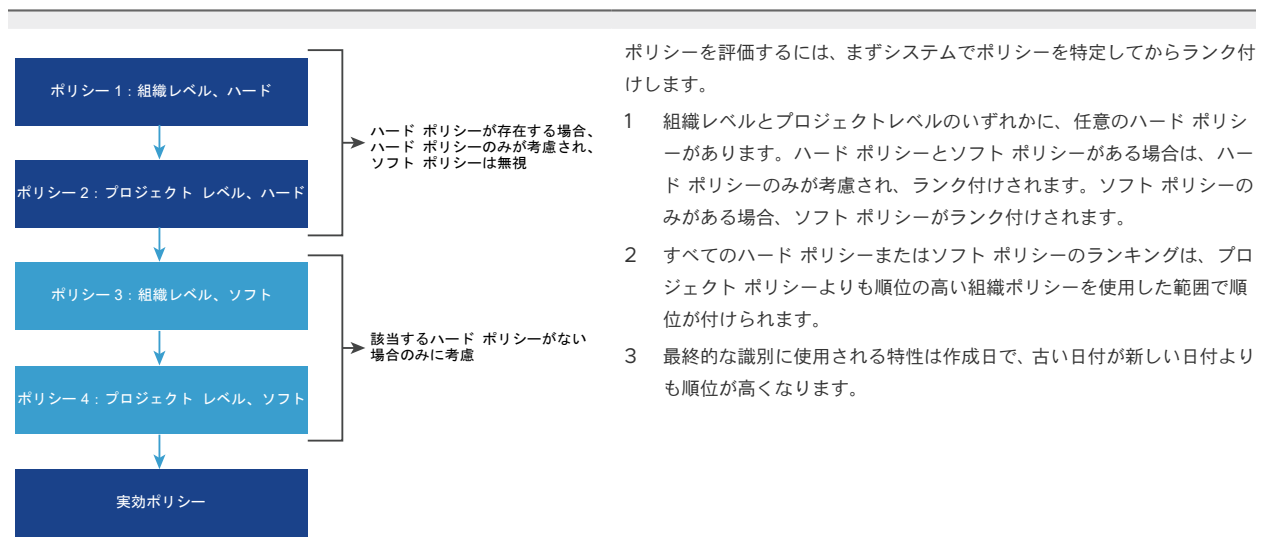 ポリシー 1：組織レベル、ハード
ポリシー 2：プロジェクト レベル、ハード
ポリシー 3：組織レベル、ソフト
ポリシー 4：プロジェクト レベル、ソフト
実効ポリシー
ハード ポリシーが存在する場合、
ハード ポリシーのみが考慮され、
ソフト ポリシーは無視
該当するハード ポリシーがない
場合のみに考慮
ポリシーを評価するには、まずシステムでポリシーを特定してからランク付
けします。
1 組織レベルとプロジェクトレベルのいずれかに、任意のハード ポリシ
ーがあります。ハード ポリシーとソフト ポリシーがある場合は、ハー
ド ポリシーのみが考慮され、ランク付けされます。ソフト ポリシーの
みがある場合、ソフト ポリシーがランク付けされます。
2 すべてのハード ポリシーまたはソフト ポリシーのランキングは、プロ
ジェクト ポリシーよりも順位の高い組織ポリシーを使用した範囲で順
位が付けられます。
3 最終的な識別に使用される特性は作成日で、古い日付が新しい日付より
も順位が高くなります。